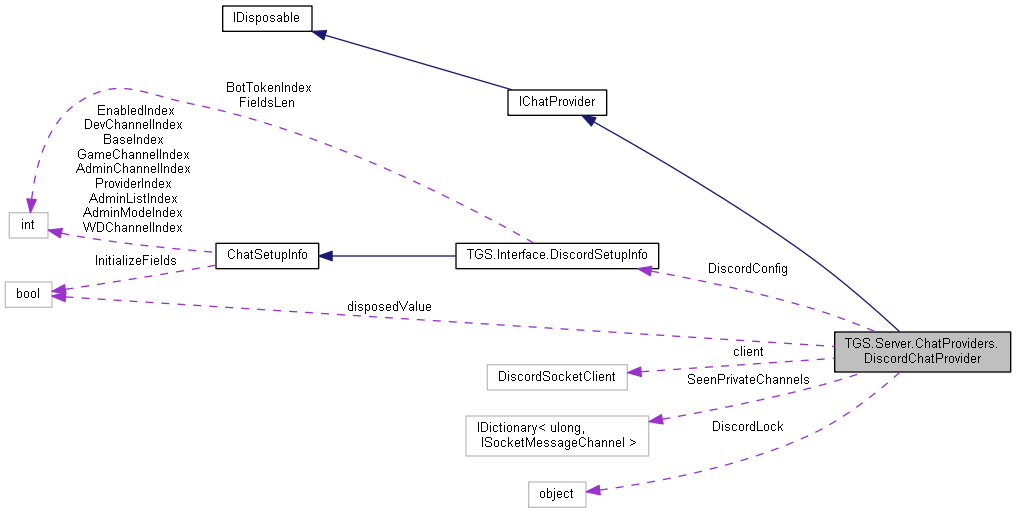 IDisposable
BotTokenIndex
FieldsLen
IChatProvider
EnabledIndex
DevChannelIndex
BaseIndex
GameChannelIndex
AdminChannelIndex
ProviderIndex
AdminListIndex
AdminModeIndex
WDChannelIndex
int
ChatSetupInfo
TGS.Interface.DiscordSetupInfo
InitializeFields
DiscordConfig
bool
disposedValue
TGS.Server.ChatProviders.
DiscordChatProvider
client
DiscordSocketClient
SeenPrivateChannels
IDictionary< ulong,
ISocketMessageChannel >
DiscordLock
object